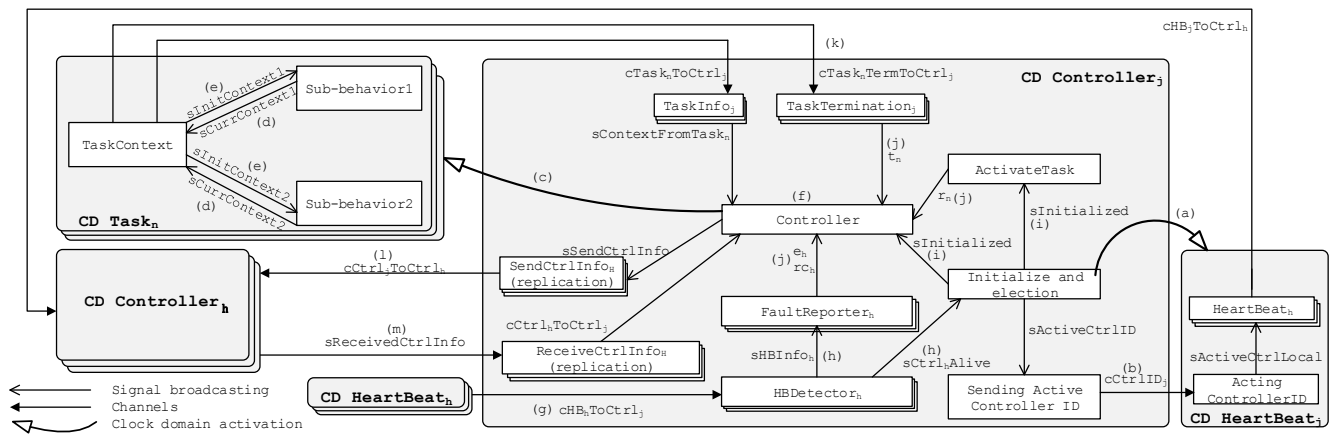 cHBjToCtrlh
(k)
cTasknToCtrlj
cTasknTermToCtrlj
CD Controllerj
(e)
sInitContext1
Sub-behavior1
sCurrContext1
(d)
TaskInfoj
TaskTerminationj
sContextFromTaskn
(j)
tn
TaskContext
(e)
sInitContext2
(d)
sCurrContext2
Sub-behavior2
CD Taskn
(c)
ActivateTask
rn(j)
(f)
Controller
sInitialized
(i)
(a)
sInitialized
(i)
sSendCtrlInfo
(l)
cCtrljToCtrlh
SendCtrlInfoH
(replication)
(j)
eh
rch
Initialize and
election
CD Controllerh
cCtrlhToCtrlj
FaultReporterh
HeartBeath
(m)
sReceivedCtrlInfo
sActiveCtrlID
ReceiveCtrlInfoH
(replication)
sHBInfoh (h)
(h)
sCtrlhAlive
sActiveCtrlLocal
(b)
cCtrlIDj
CD HeartBeath
(g) cHBhToCtrlj
HBDetectorh
Sending Active
Controller ID
Acting
ControllerID
CD HeartBeatj
Signal broadcasting
Channels
Clock domain activation